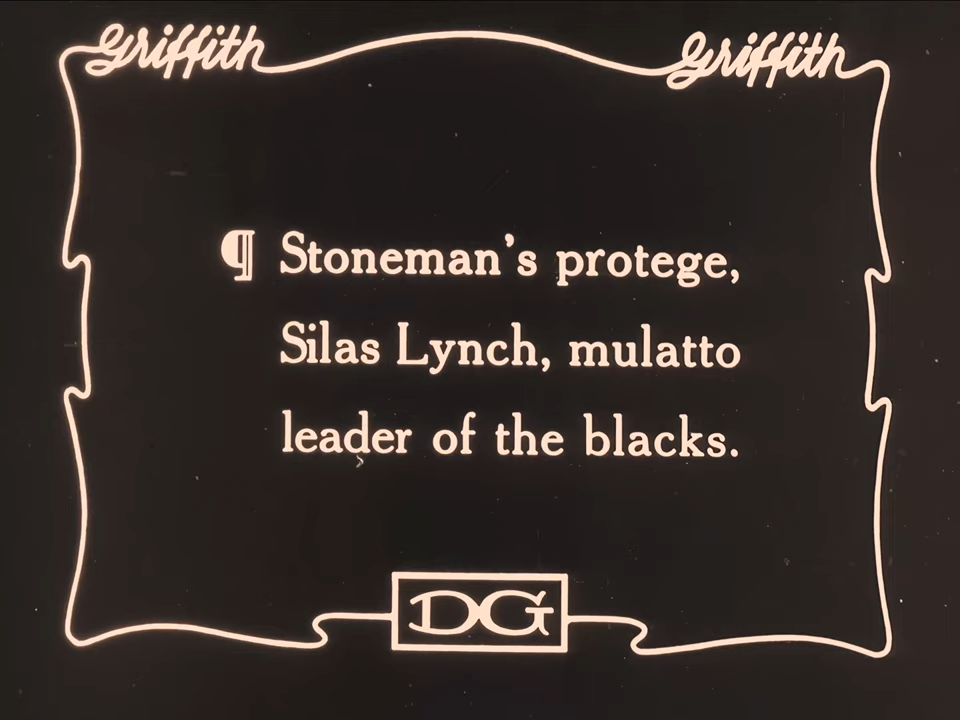 Griffith Griffith
¶ Stoneman's protege,
Silas Lynch, mulatto
leader of the blacks.
DG